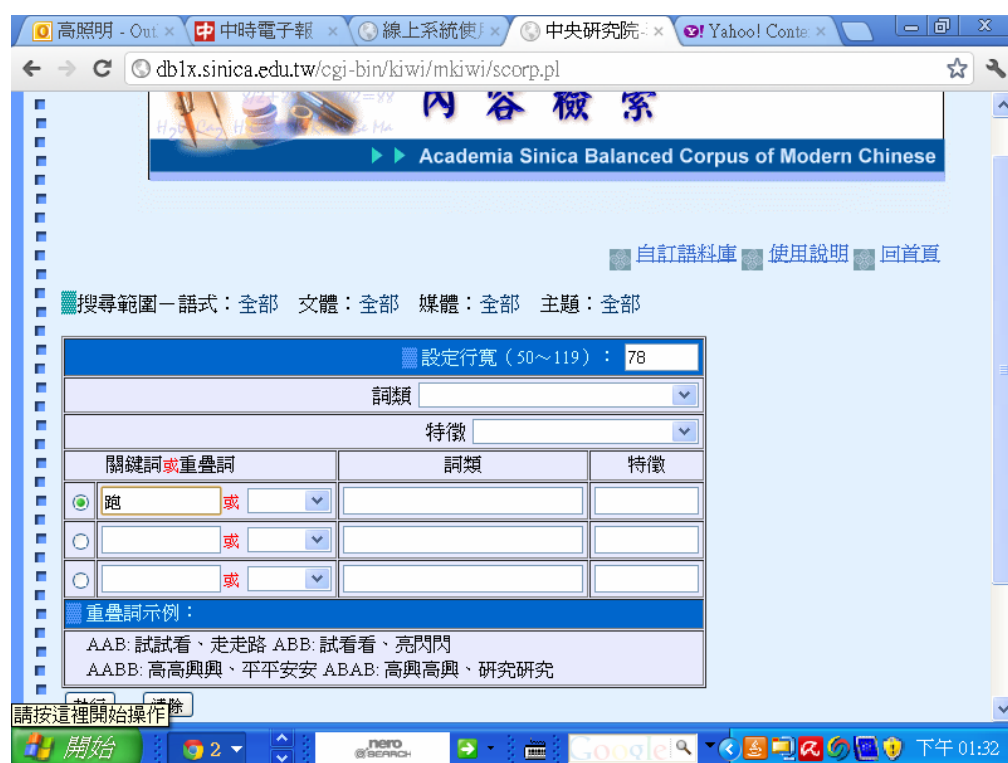 高照明 - Out
中時電子報
線上系統使
中央研究院-
Yahoo! Conte
db1x.sinica.edu.tw/cgi-bin/kiwi/mkiwi/scorp.pl
內容檢索
Academia Sinica Balanced Corpus of Modern Chinese
自訂語料庫 使用說明 回首頁
搜尋範圍－語式：全部 文體：全部 媒體：全部 主題：全部
設定行寬（50～119）： 78
詞類
特徵
關鍵詞或重疊詞 詞類 特徵
跑 或
或
或
重疊詞示例：
AAB: 試試看、走走路 ABB: 試看看、亮閃閃
AABB: 高高興興、平平安安 ABAB: 高興高興、研究研究
執行 清除
請按這裡開始操作
開始 2 nero SEARCH Google 下午 01:32